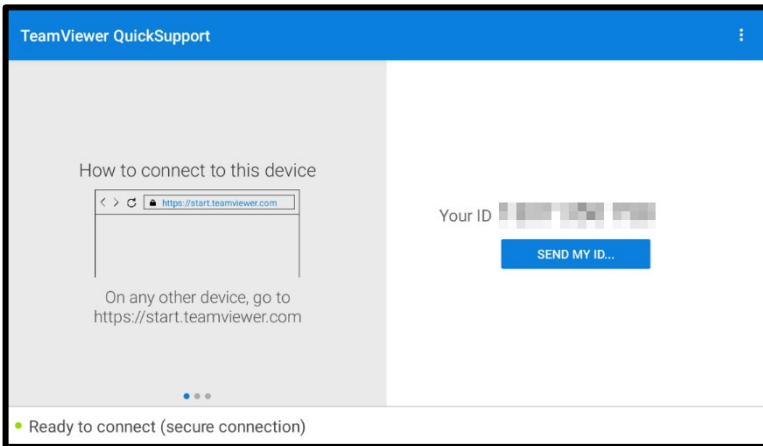 TeamViewer QuickSupport
How to connect to this device
https://start.teamviewer.com
On any other device, go to
https://start.teamviewer.com
Your ID
SEND MY ID...
Ready to connect (secure connection)